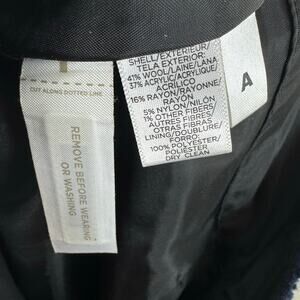 CUT ALONG DOTTED LINE
REMOVE BEFORE WEARING
OR WASHING
SHELL/EXTERIEUR/
TELA EXTERIOR:
41% WOOL/LAINE/LANA
37% ACRYLIC/ACRYLIQUE/
ACRILICO
16% RAYON/RAYONNE/
RAYÓN
5% NYLON/NILÓN
1% OTHER FIBERS/
AUTRES FIBRES/
OTRAS FIBRAS
LINING/DOUBLURE/
FORRO:
100% POLYESTER/
POLIÉSTER
DRY CLEAN
A